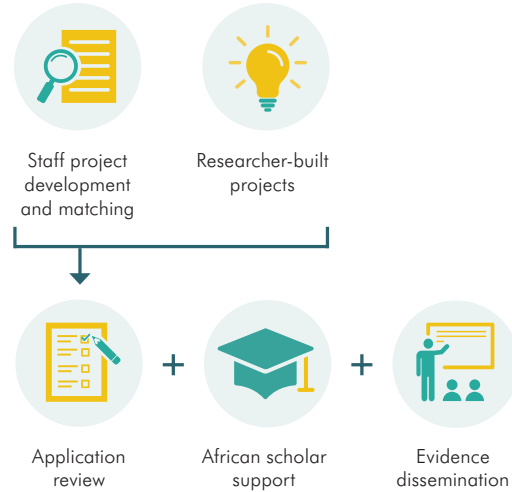 Staff project
development
and matching
Researcher-built
projects
Application
review
+
African scholar
support
+
Evidence
dissemination